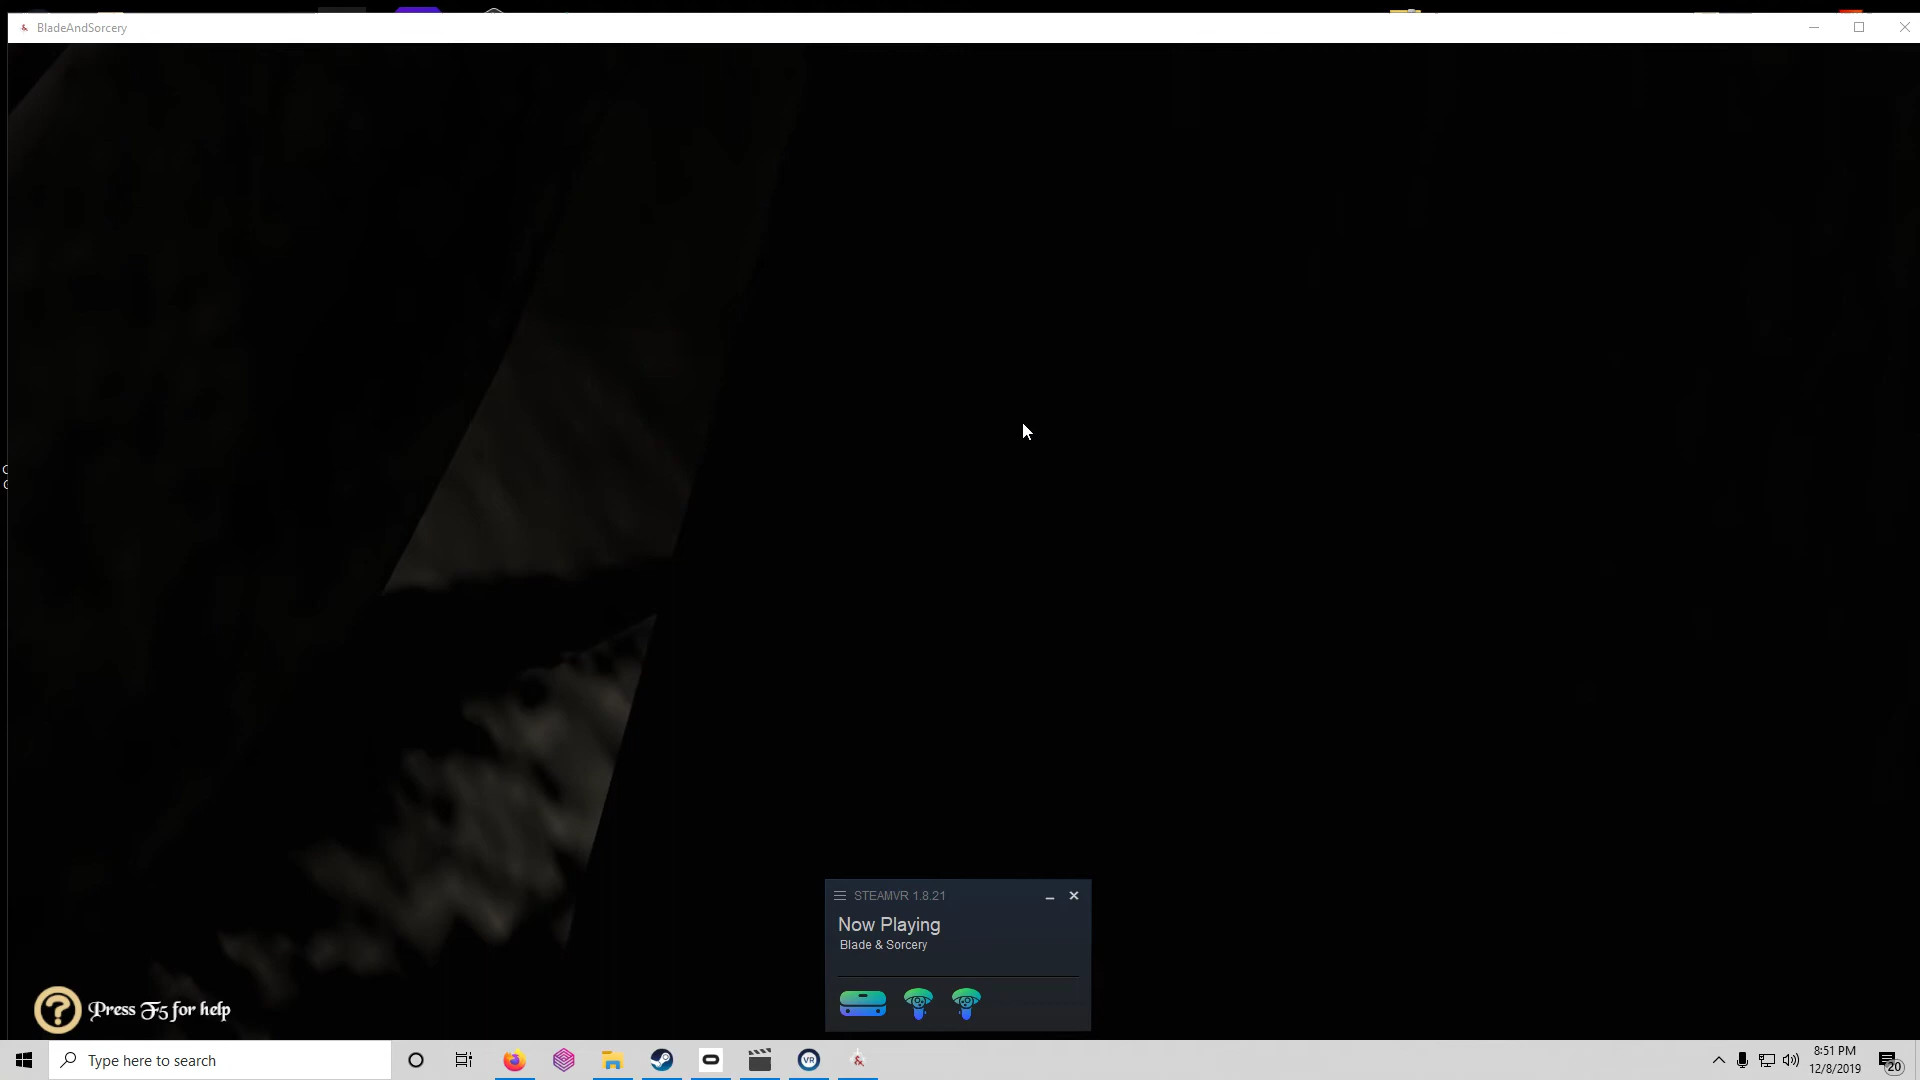 BladeAndSorcery
STEAMVR 1.8.21
Now Playing
Blade & Sorcery
Press F5 for help
Type here to search
VR
8:51 PM
12/8/2019
20